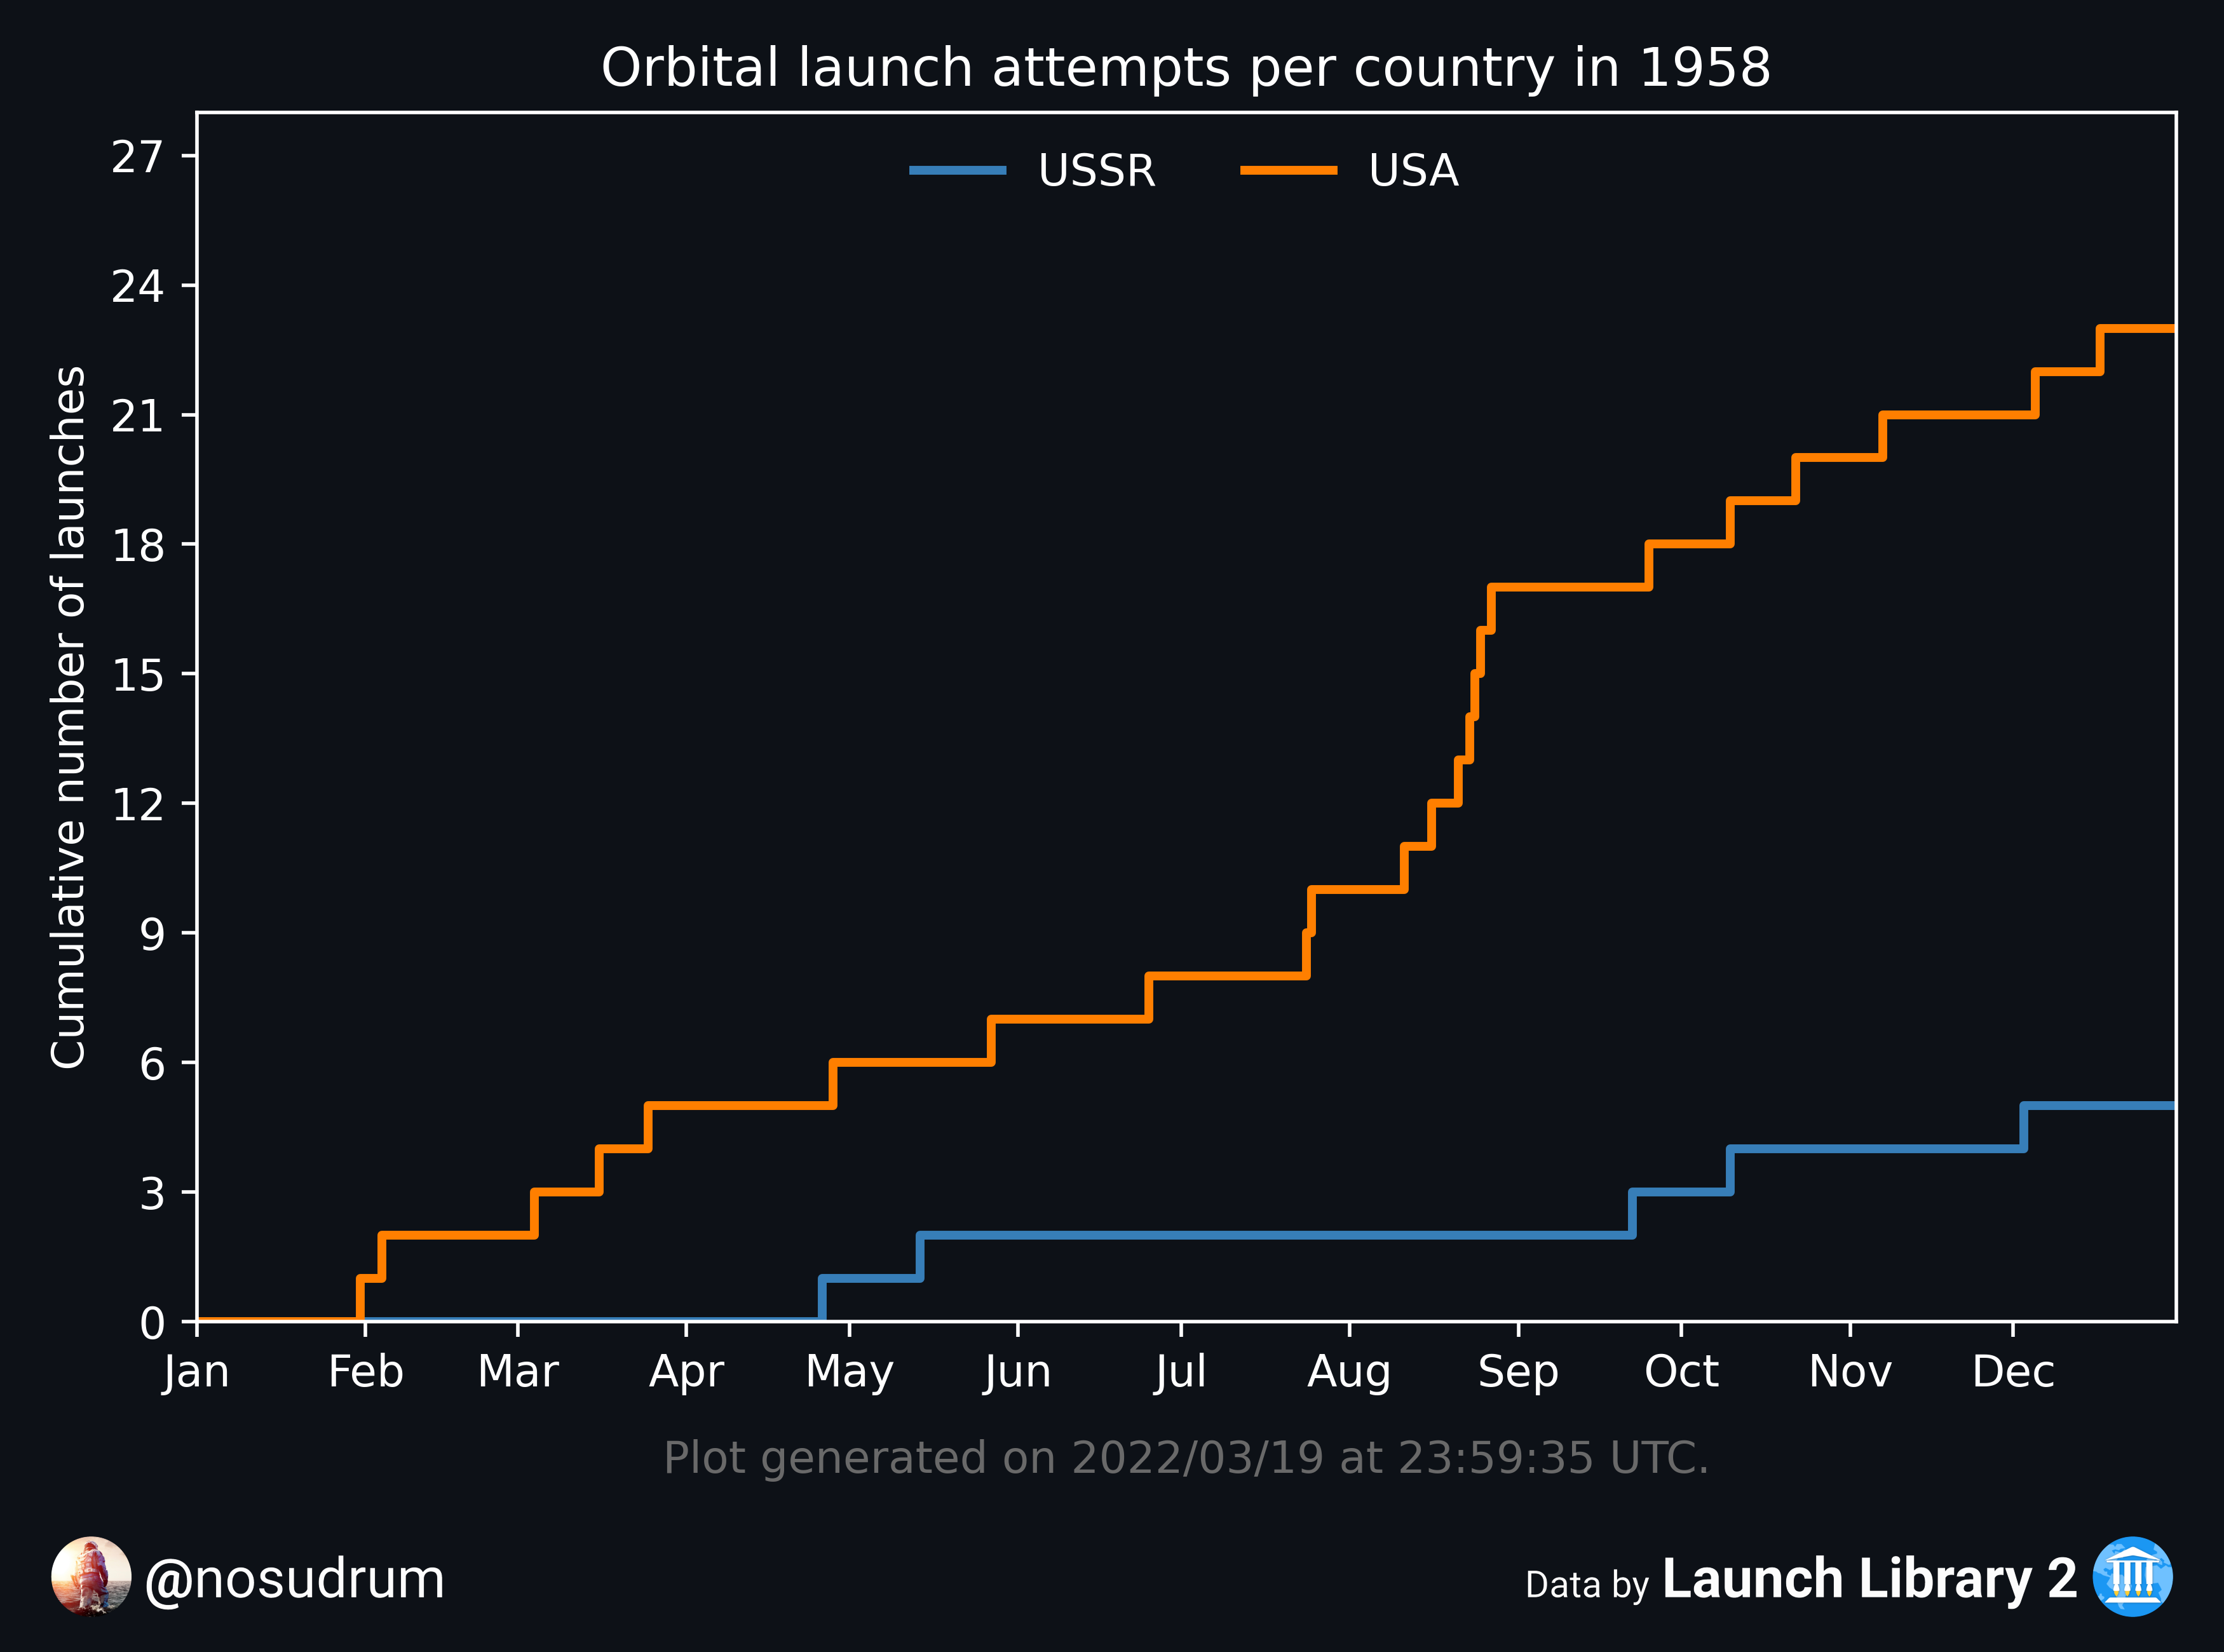 Orbital launch attempts per country in 1958
USSR USA
Cumulative number of launches
27
24
21
18
15
12
9
6
3
0
Jan Feb Mar Apr May Jun Jul Aug Sep Oct Nov Dec
Plot generated on 2022/03/19 at 23:59:35 UTC.
@nosudrum
Data by Launch Library 2